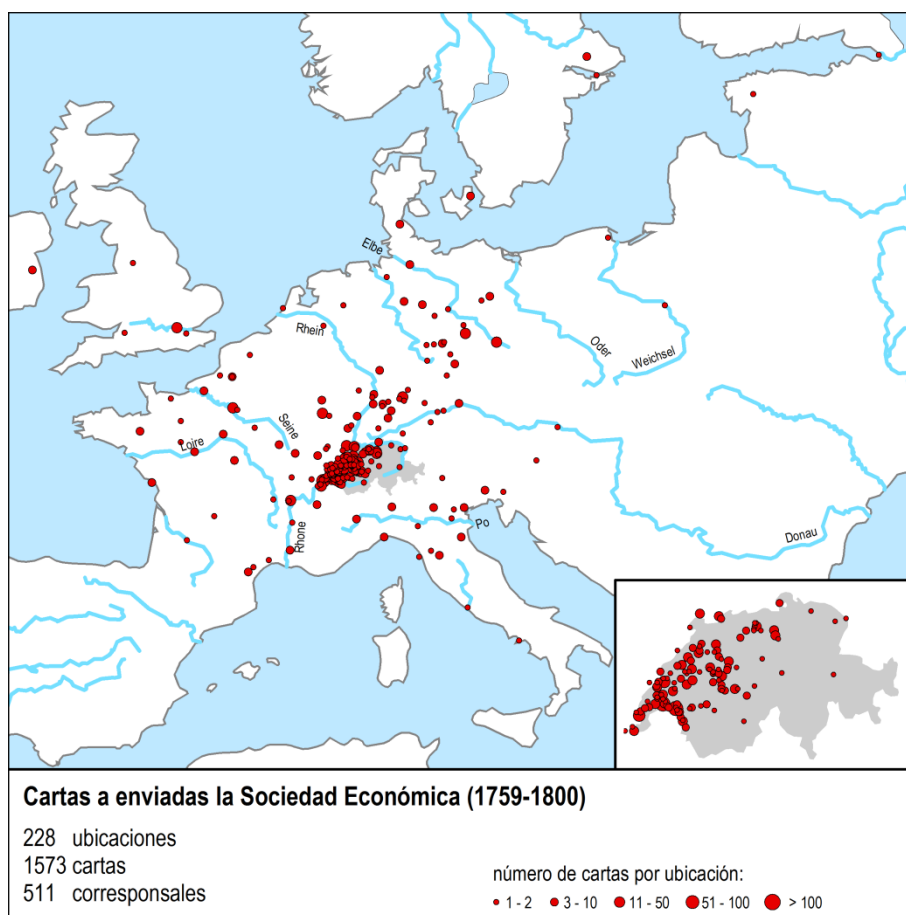 Elbe
Rhein
Oder
Weichsel
Seine
Loire
Rhone
Po
Donau
Cartas a enviadas la Sociedad Económica (1759-1800)
228 ubicaciones
1573 cartas
511 corresponsales
número de cartas por ubicación:
1 - 2 3 - 10 11 - 50 51 - 100 > 100